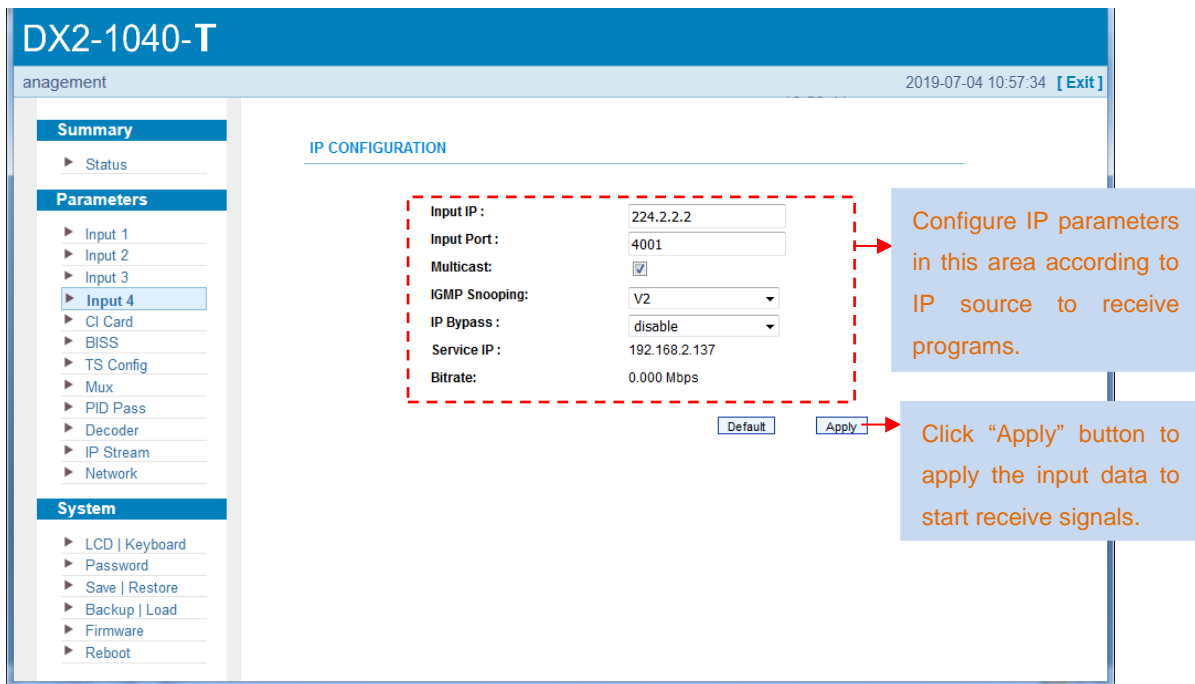 DX2-1040-T
anagement
2019-07-04 10:57:34 [ Exit ]
Summary
Status
Parameters
Input 1
Input 2
Input 3
Input 4
CI Card
BISS
TS Config
Mux
PID Pass
Decoder
IP Stream
Network
System
LCD | Keyboard
Password
Save | Restore
Backup | Load
Firmware
Reboot
IP CONFIGURATION
Input IP : 224.2.2.2
Input Port : 4001
Multicast:
IGMP Snooping: V2
IP Bypass : disable
Service IP : 192.168.2.137
Bitrate: 0.000 Mbps
Default Apply
Configure IP parameters
in this area according to
IP source to receive
programs.
Click “Apply” button to
apply the input data to
start receive signals.